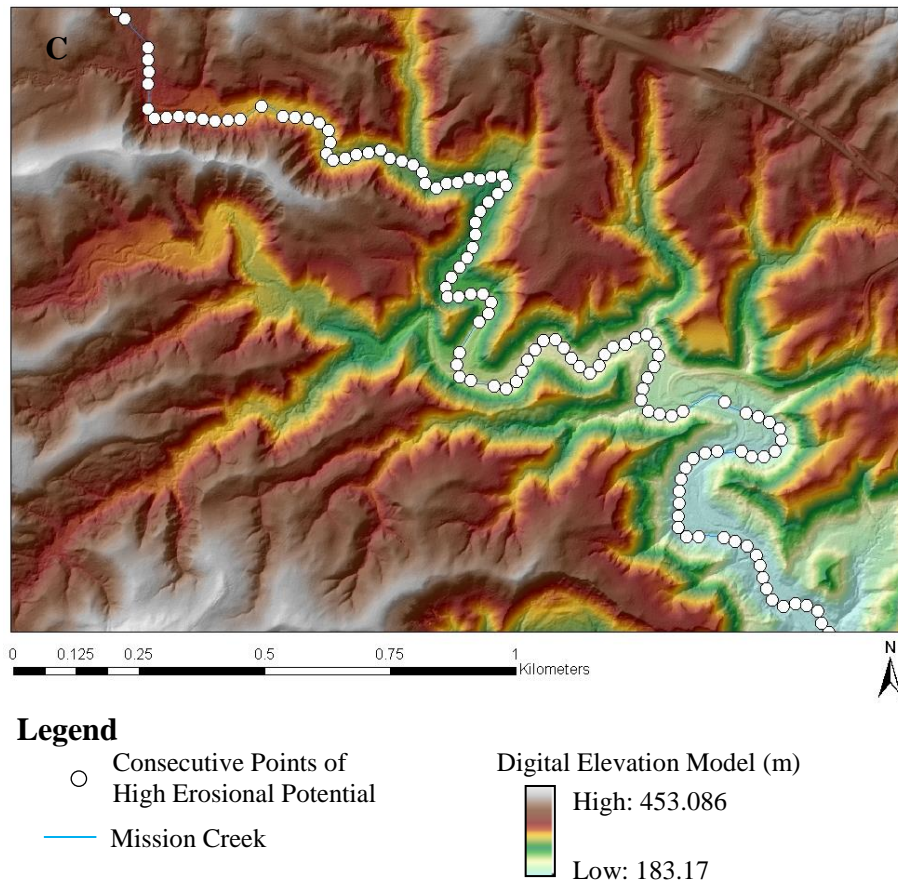 C
0 0.125 0.25 0.5 0.75 1
Kilometers
N
Legend
Consecutive Points of
High Erosional Potential
Mission Creek
Digital Elevation Model (m)
High: 453.086
Low: 183.17